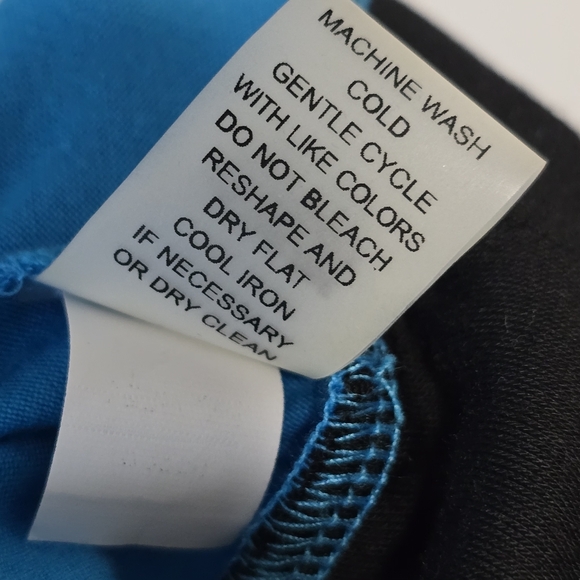 MACHINE WASH
COLD
GENTLE CYCLE
WITH LIKE COLORS
DO NOT BLEACH
RESHAPE AND
DRY FLAT
COOL IRON
IF NECESSARY
OR DRY CLEAN